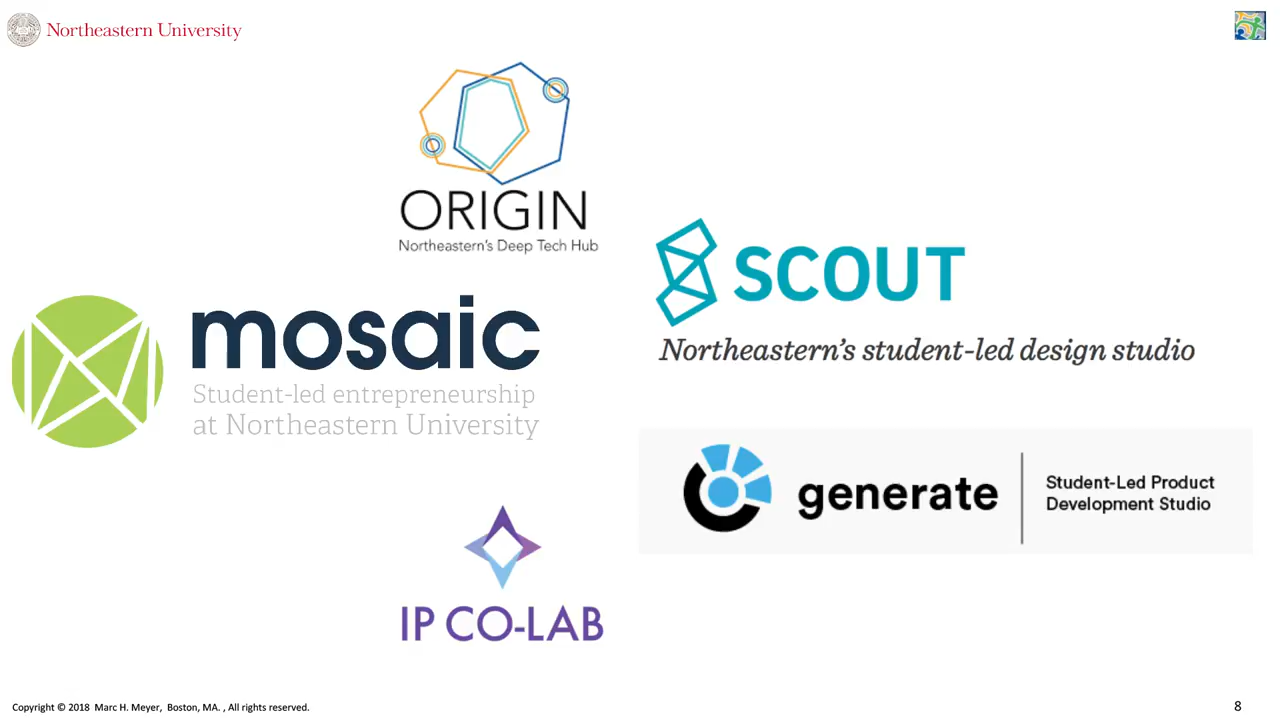 Northeastern University
ORIGIN
Northeastern's Deep Tech Hub
SCOUT
Northeastern's student-led design studio
mosaic
Student-led entrepreneurship
at Northeastern University
generate
Student-Led Product
Development Studio
IP CO-LAB
Copyright © 2018 Marc H. Meyer, Boston, MA. , All rights reserved.
8